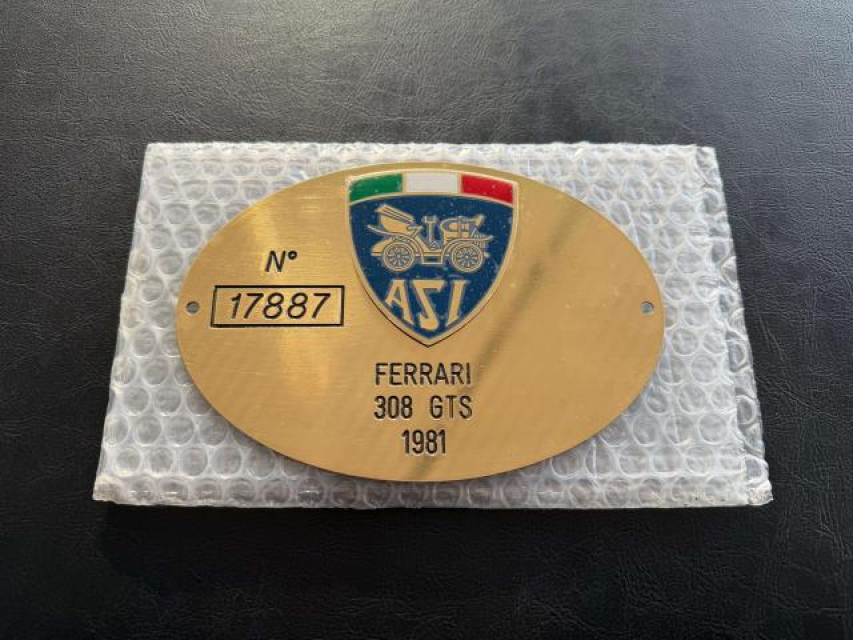 N°
17887
ASI
FERRARI
308 GTS
1981